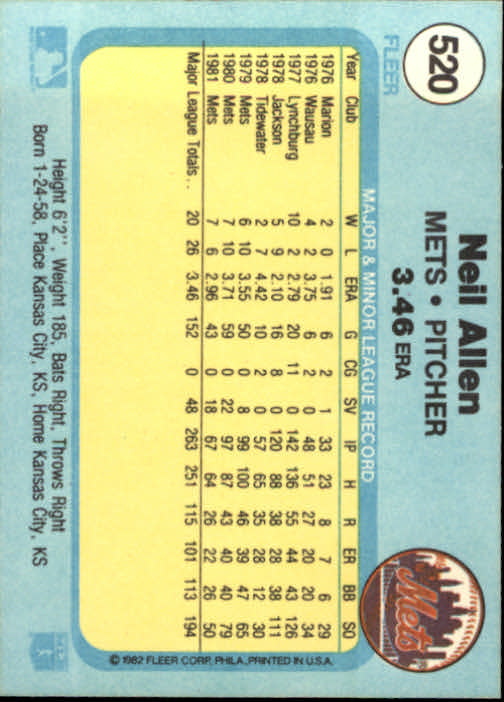 520
FLEER
Neil Allen
METS • PITCHER
3.46 ERA
Mets
MAJOR & MINOR LEAGUE RECORD
Year Club W L ERA G CG SV IP H R ER BB SO
1976 Marion 2 0 1.91 6 2 1 33 23 8 7 6 29
1976 Wausau 4 2 3.75 6 2 0 48 51 27 20 20 34
1977 Lynchburg 10 2 2.79 20 11 0 142 136 55 44 43 126
1978 Jackson 5 9 2.10 16 8 0 120 88 38 28 38 111
1978 Tidewater 2 7 4.42 10 2 0 57 65 35 28 12 30
1979 Mets 6 10 3.55 50 0 8 99 100 46 39 47 65
1980 Mets 7 10 3.71 59 0 22 97 87 43 40 40 79
1981 Mets 7 6 2.96 43 0 18 67 64 26 22 26 50
Major League Totals . . 20 26 3.46 152 0 48 263 251 115 101 113 194
© 1982 FLEER CORP., PHILA., PRINTED IN U.S.A.
Height 6'2'', Weight 185, Bats Right, Throws Right
Born 1-24-58, Place Kansas City, KS, Home Kansas City, KS